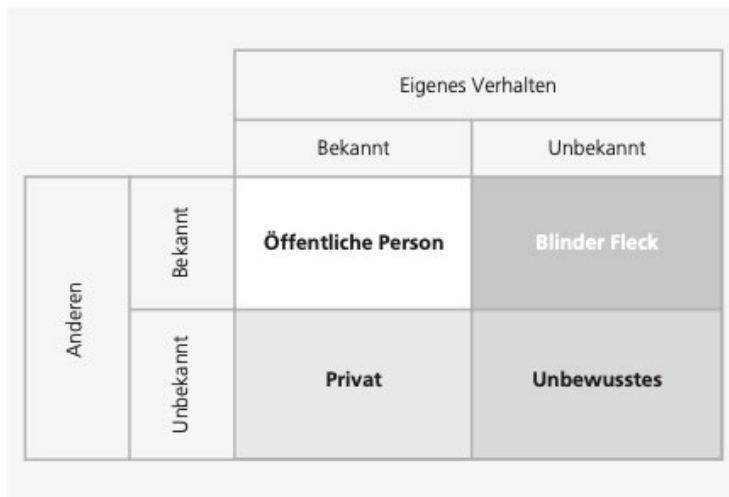 Eigenes Verhalten
Bekannt
Unbekannt
Anderen
Bekannt
Öffentliche Person
Blinder Fleck
Unbekannt
Privat
Unbewusstes